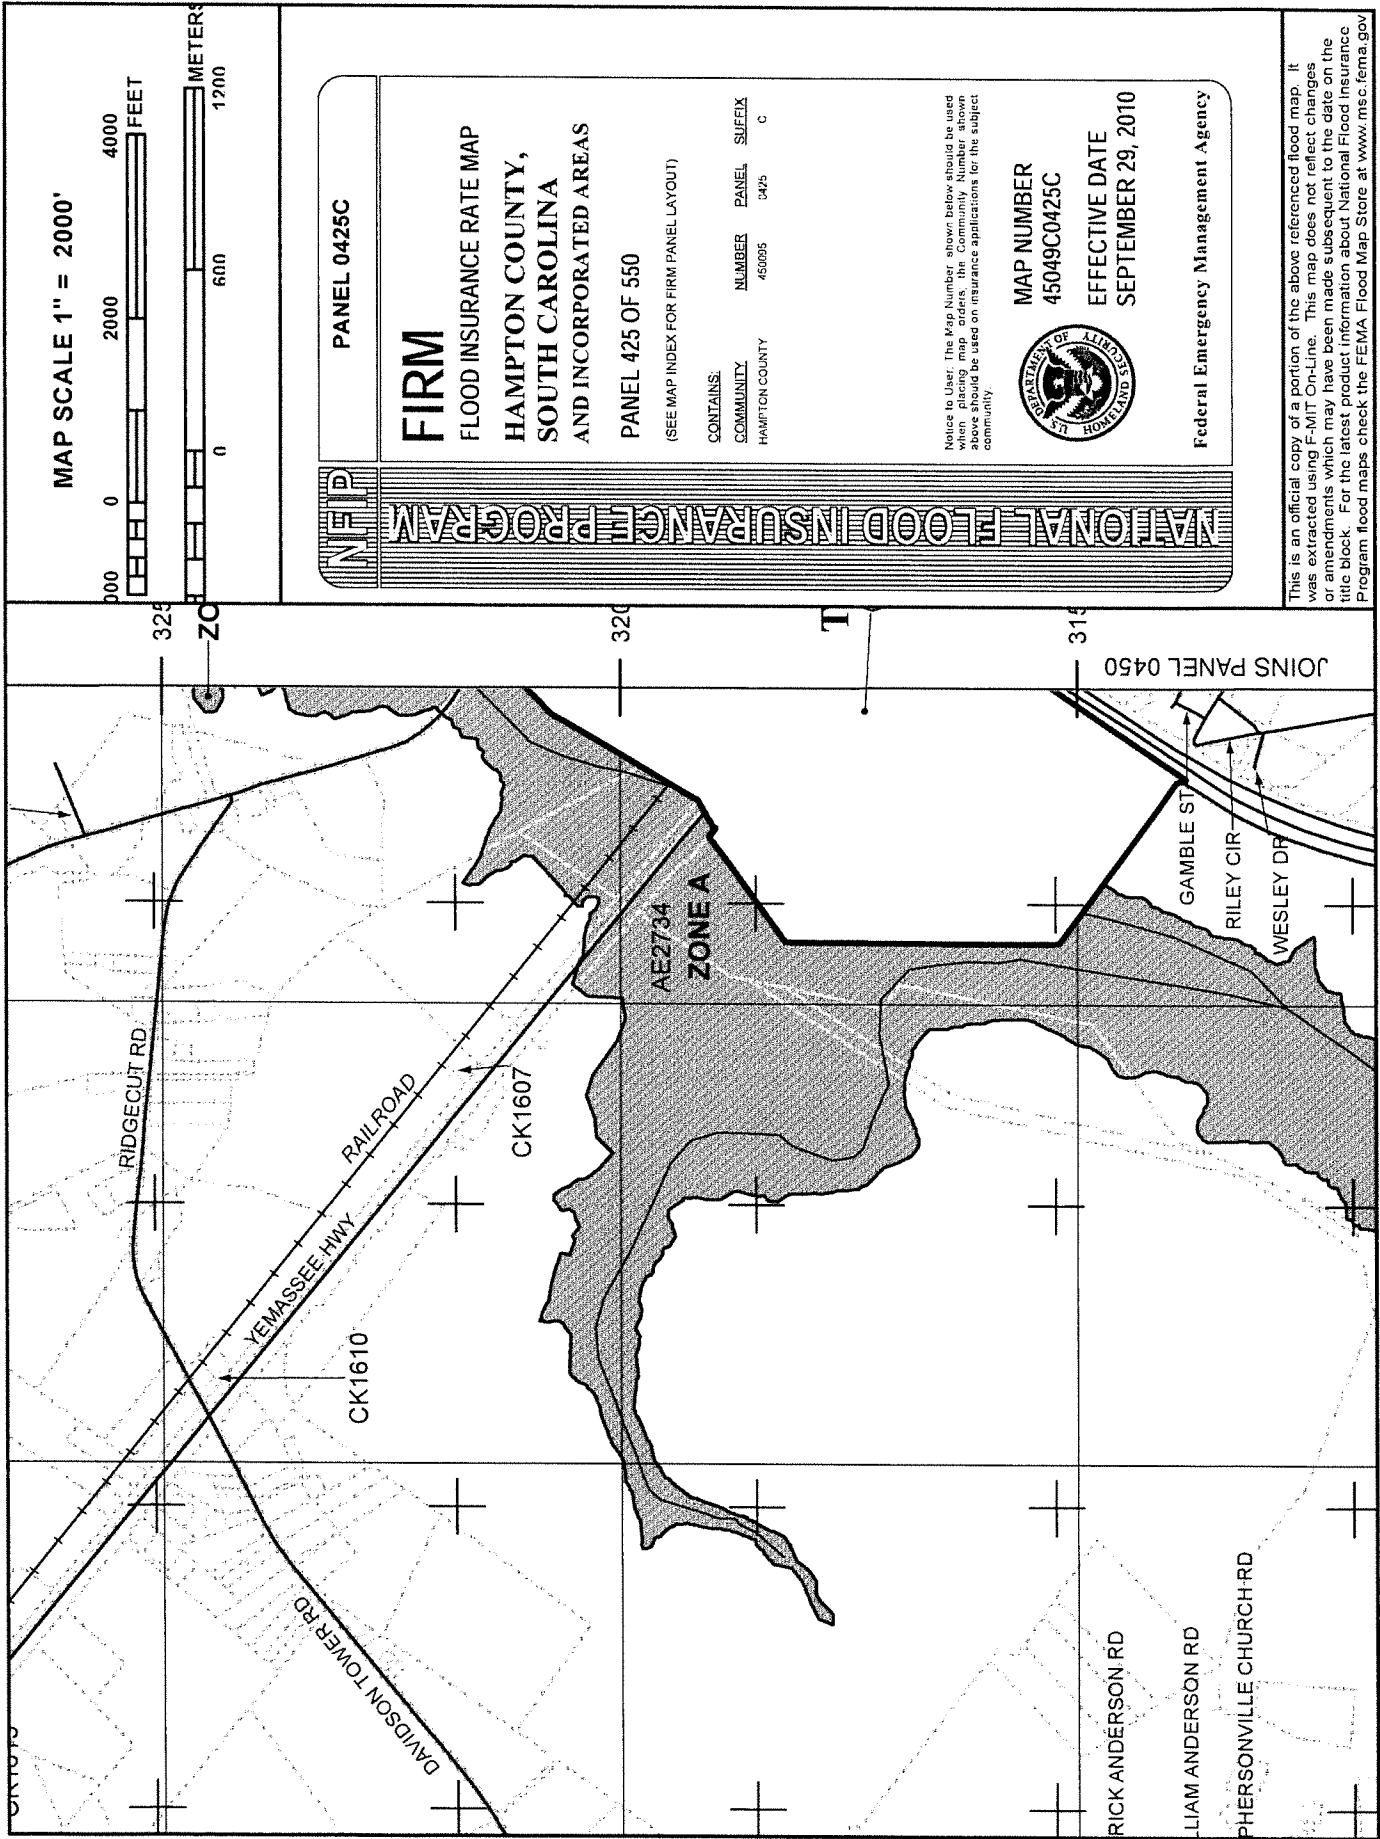 MAP SCALE 1" = 2000'
000 0 2000 4000
FEET
METERS
0 600 1200
PANEL 0425C
FIRM
FLOOD INSURANCE RATE MAP
HAMPTON COUNTY,
SOUTH CAROLINA
AND INCORPORATED AREAS
PANEL 425 OF 550
(SEE MAP INDEX FOR FIRM PANEL LAYOUT)
CONTAINS:
COMMUNITY NUMBER PANEL SUFFIX
HAMPTON COUNTY 450095 0425 C
Notice to User: The Map Number shown below should be used
when placing map orders; the Community Number shown
above should be used on insurance applications for the subject
community.
MAP NUMBER
45049C0425C
EFFECTIVE DATE
SEPTEMBER 29, 2010
U.S. DEPARTMENT OF HOMELAND SECURITY
Federal Emergency Management Agency
NFIP
NATIONAL FLOOD INSURANCE PROGRAM
This is an official copy of a portion of the above referenced flood map. It
was extracted using F-MIT On-Line. This map does not reflect changes
or amendments which may have been made subsequent to the date on the
title block. For the latest product information about National Flood Insurance
Program flood maps check the FEMA Flood Map Store at www.msc.fema.gov
325
ZO
320
T
315
JOINS PANEL 0450
RIDGECUT RD
RAILROAD
YEMASSEE HWY
CK1607
CK1610
DAVIDSON TOWER RD
AE2734
ZONE A
GAMBLE ST
RILEY CIR
WESLEY DR
RICK ANDERSON RD
LLIAM ANDERSON RD
PHERSONVILLE CHURCH RD